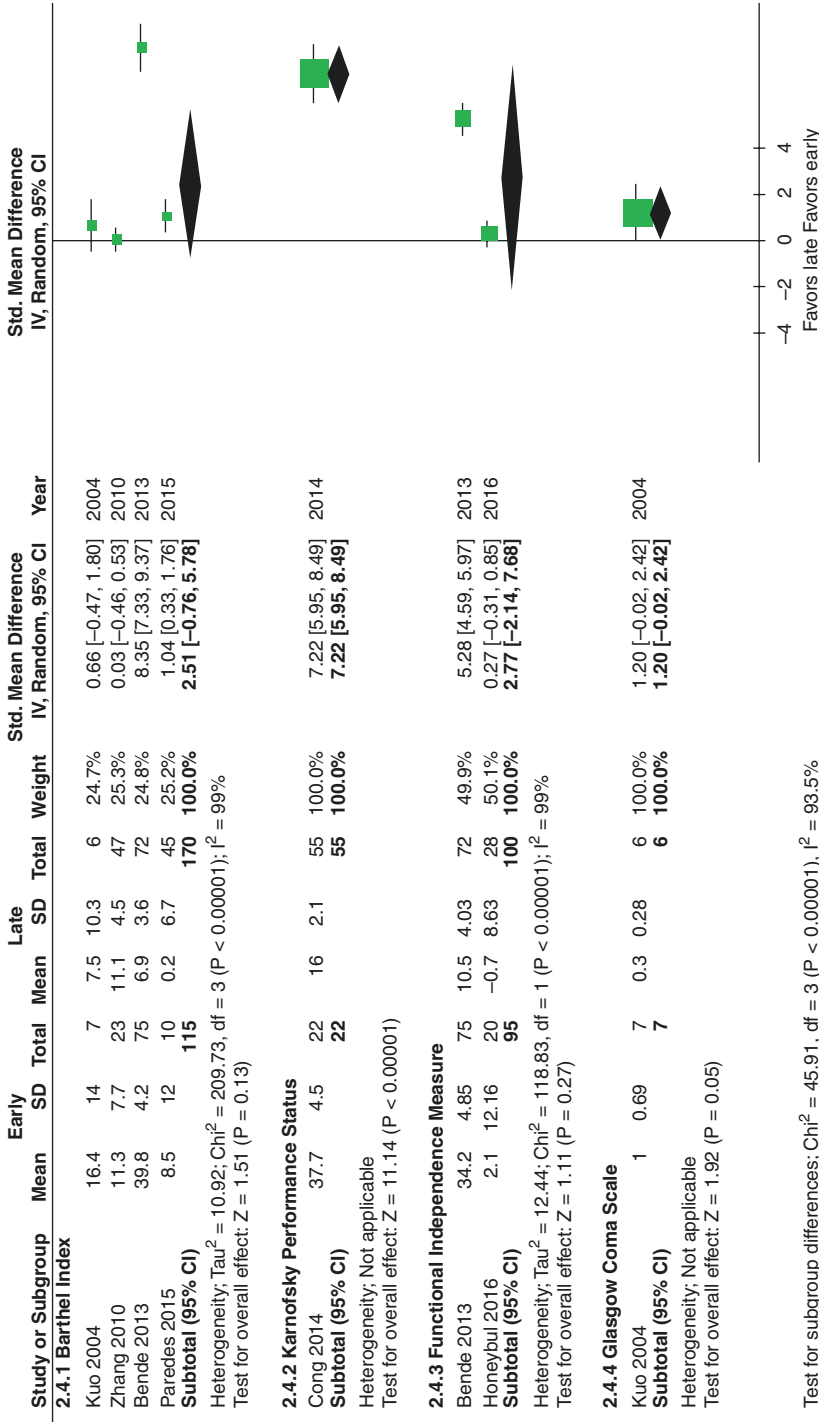 Early Late Std. Mean Difference Std. Mean Difference
Study or Subgroup Mean SD Total Mean SD Total Weight IV, Random, 95% CI Year IV, Random, 95% CI
2.4.1 Barthel Index
Kuo 2004 16.4 14 7 7.5 10.3 6 24.7% 0.66 [−0.47, 1.80] 2004
Zhang 2010 11.3 7.7 23 11.1 4.5 47 25.3% 0.03 [−0.46, 0.53] 2010
Bende 2013 39.8 4.2 75 6.9 3.6 72 24.8% 8.35 [7.33, 9.37] 2013
Paredes 2015 8.5 12 10 0.2 6.7 45 25.2% 1.04 [0.33, 1.76] 2015
Subtotal (95% CI) 115 170 100.0% 2.51 [−0.76, 5.78]
Heterogeneity; Tau² = 10.92; Chi² = 209.73, df = 3 (P < 0.00001); I² = 99%
Test for overall effect: Z = 1.51 (P = 0.13)
2.4.2 Karnofsky Performance Status
Cong 2014 37.7 4.5 22 16 2.1 55 100.0% 7.22 [5.95, 8.49] 2014
Subtotal (95% CI) 22 55 100.0% 7.22 [5.95, 8.49]
Heterogeneity; Not applicable
Test for overall effect: Z = 11.14 (P < 0.00001)
2.4.3 Functional Independence Measure
Bende 2013 34.2 4.85 75 10.5 4.03 72 49.9% 5.28 [4.59, 5.97] 2013
Honeybul 2016 2.1 12.16 20 −0.7 8.63 28 50.1% 0.27 [−0.31, 0.85] 2016
Subtotal (95% CI) 95 100 100.0% 2.77 [−2.14, 7.68]
Heterogeneity; Tau² = 12.44; Chi² = 118.83, df = 1 (P < 0.00001); I² = 99%
Test for overall effect: Z = 1.11 (P = 0.27)
2.4.4 Glasgow Coma Scale
Kuo 2004 1 0.69 7 0.3 0.28 6 100.0% 1.20 [−0.02, 2.42] 2004
Subtotal (95% CI) 7 6 100.0% 1.20 [−0.02, 2.42]
Heterogeneity; Not applicable
Test for overall effect: Z = 1.92 (P = 0.05)
Test for subgroup differences; Chi² = 45.91, df = 3 (P < 0.00001), I² = 93.5%
−4 −2 0 2 4
Favors late Favors early